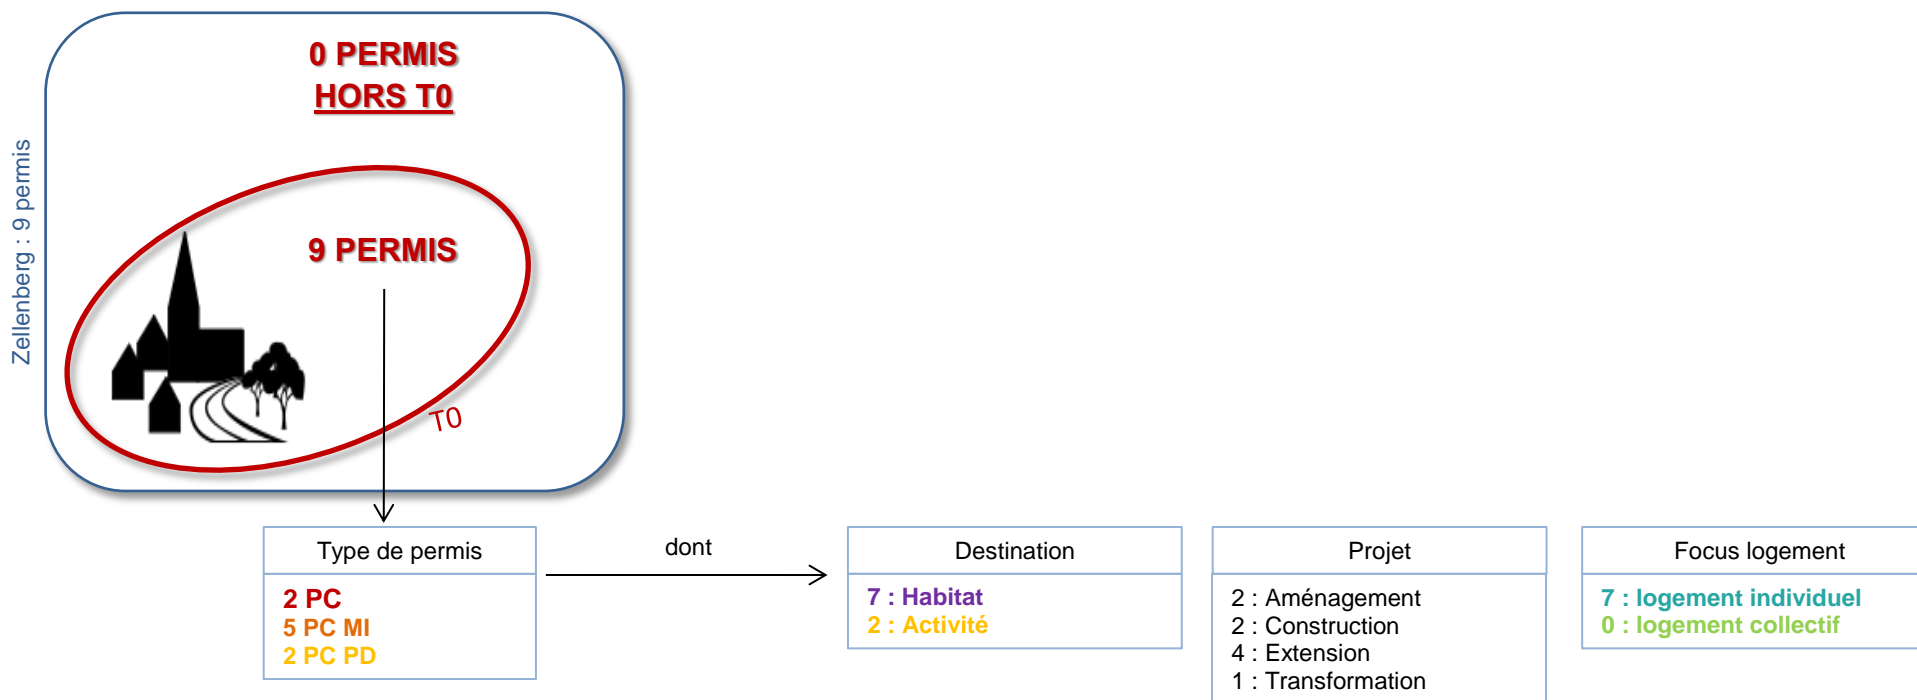 0 PERMIS
HORS T0
Zellenberg : 9 permis
9 PERMIS
T0
Type de permis
2 PC
5 PC MI
2 PC PD
dont
Destination
7 : Habitat
2 : Activité
Projet
2 : Aménagement
2 : Construction
4 : Extension
1 : Transformation
Focus logement
7 : logement individuel
0 : logement collectif